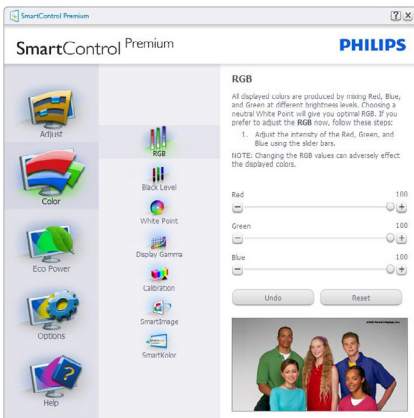 SmartControl Premium
SmartControl Premium
PHILIPS
Adjust
Color
Eco Power
Options
Help
RGB
Black Level
White Point
Display Gamma
Calibration
SmartImage
SmartKolor
RGB
All displayed colors are produced by mixing Red, Blue,
and Green at different brightness levels. Choosing a
neutral White Point will give you optimal RGB. If you
prefer to adjust the RGB now, follow these steps:
1. Adjust the intensity of the Red, Green, and
Blue using the slider bars.
NOTE: Changing the RGB values can adversely effect
the displayed colors.
Red 100
Green 100
Blue 100
Undo Reset